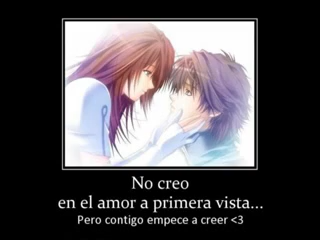 No creo
en el amor a primera vista...
Pero contigo empece a creer <3